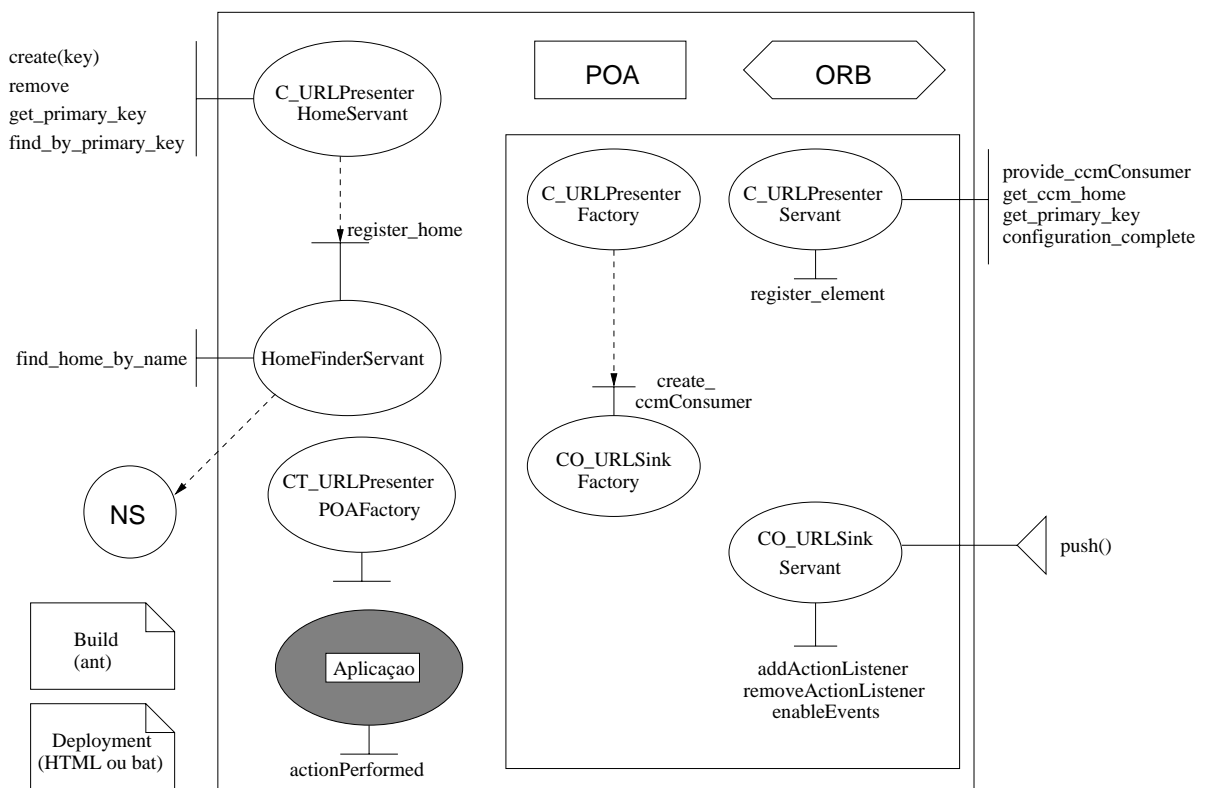 create(key)
remove
get_primary_key
find_by_primary_key
C_URLPresenter
HomeServant
POA
ORB
register_home
C_URLPresenter
Factory
C_URLPresenter
Servant
provide_ccmConsumer
get_ccm_home
get_primary_key
configuration_complete
register_element
find_home_by_name
HomeFinderServant
create_
ccmConsumer
NS
CT_URLPresenter
POAFactory
CO_URLSink
Factory
CO_URLSink
Servant
push()
Build
(ant)
Aplicaçao
addActionListener
removeActionListener
enableEvents
Deployment
(HTML ou bat)
actionPerformed